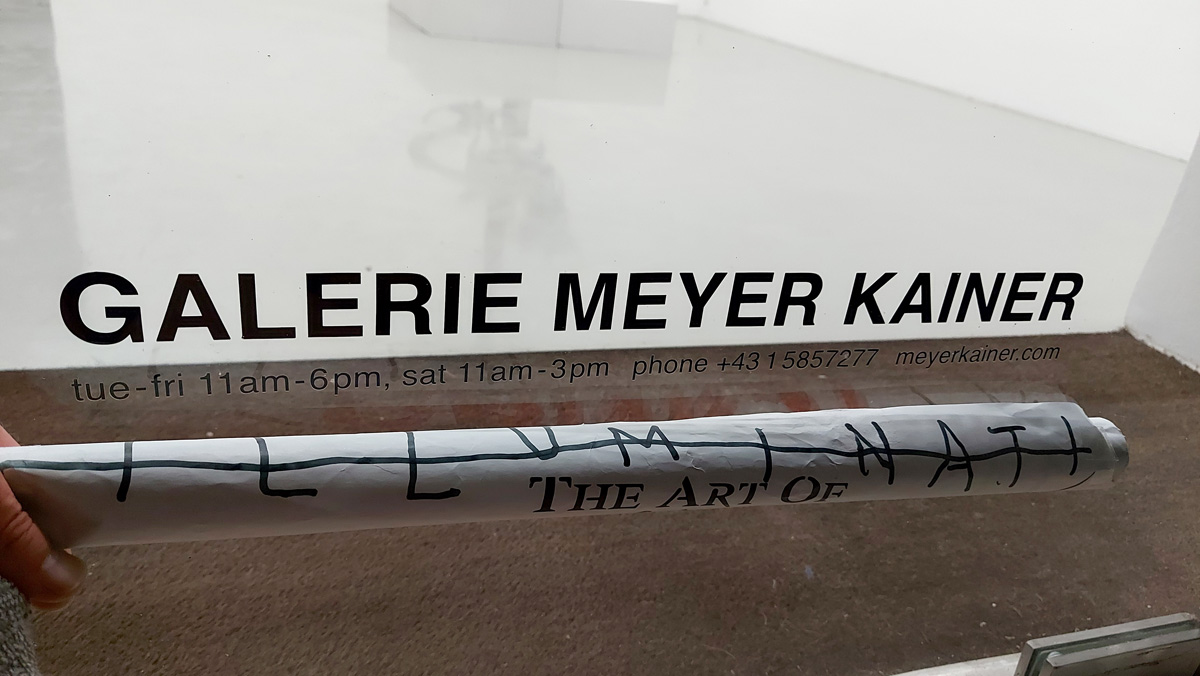 GALERIE MEYER KAINER
tue-fri 11am-6pm, sat 11am-3pm phone +43 1 5857277 meyerkainer.com
ILLUMINATI
THE ART OF